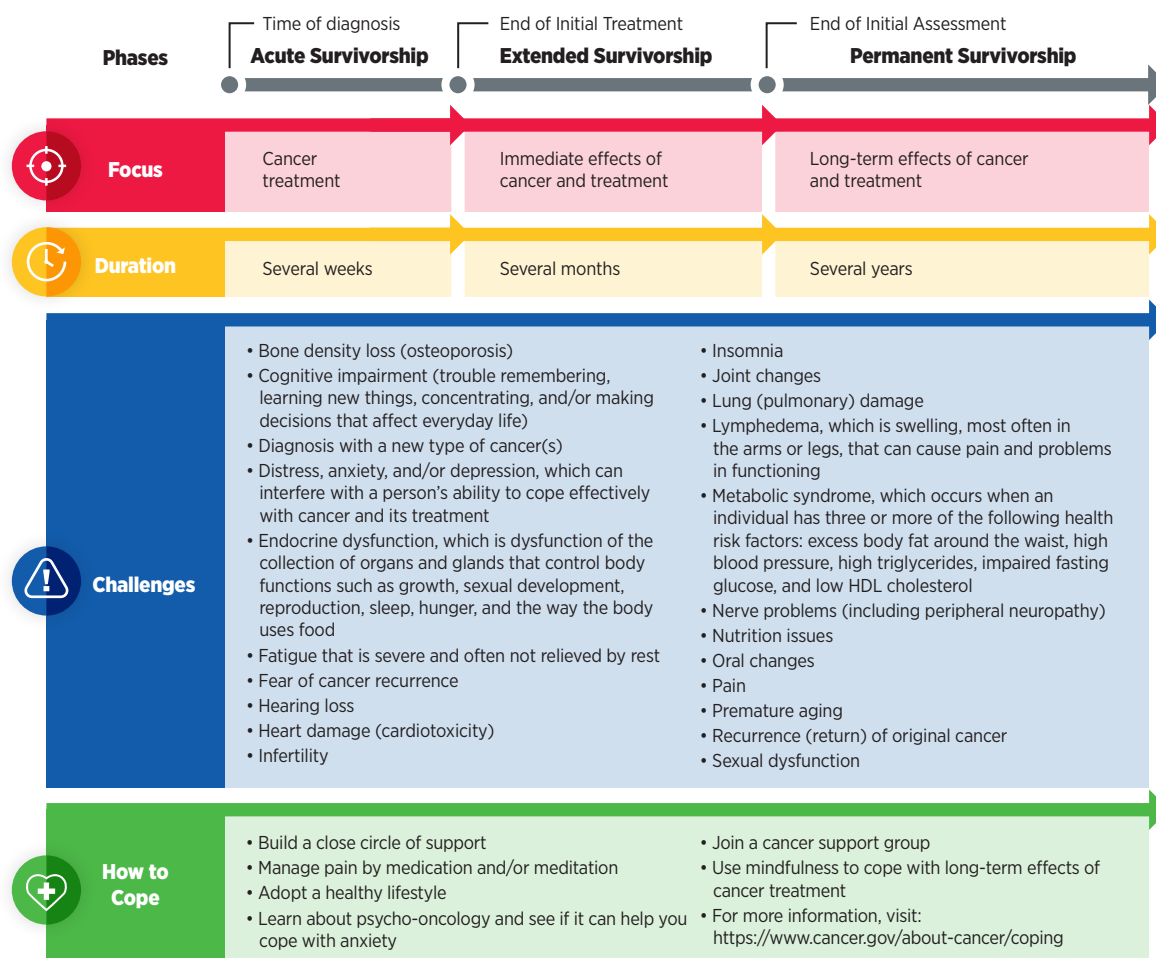 Time of diagnosis
End of Initial Treatment
End of Initial Assessment
Phases
Acute Survivorship
Extended Survivorship
Permanent Survivorship
Focus
Cancer
treatment
Immediate effects of
cancer and treatment
Long-term effects of cancer
and treatment
Duration
Several weeks
Several months
Several years
Challenges
• Bone density loss (osteoporosis)
• Cognitive impairment (trouble remembering,
learning new things, concentrating, and/or making
decisions that affect everyday life)
• Diagnosis with a new type of cancer(s)
• Distress, anxiety, and/or depression, which can
interfere with a person’s ability to cope effectively
with cancer and its treatment
• Endocrine dysfunction, which is dysfunction of the
collection of organs and glands that control body
functions such as growth, sexual development,
reproduction, sleep, hunger, and the way the body
uses food
• Fatigue that is severe and often not relieved by rest
• Fear of cancer recurrence
• Hearing loss
• Heart damage (cardiotoxicity)
• Infertility
• Insomnia
• Joint changes
• Lung (pulmonary) damage
• Lymphedema, which is swelling, most often in
the arms or legs, that can cause pain and problems
in functioning
• Metabolic syndrome, which occurs when an
individual has three or more of the following health
risk factors: excess body fat around the waist, high
blood pressure, high triglycerides, impaired fasting
glucose, and low HDL cholesterol
• Nerve problems (including peripheral neuropathy)
• Nutrition issues
• Oral changes
• Pain
• Premature aging
• Recurrence (return) of original cancer
• Sexual dysfunction
How to
Cope
• Build a close circle of support
• Manage pain by medication and/or meditation
• Adopt a healthy lifestyle
• Learn about psycho-oncology and see if it can help you
cope with anxiety
• Join a cancer support group
• Use mindfulness to cope with long-term effects of
cancer treatment
• For more information, visit:
https://www.cancer.gov/about-cancer/coping